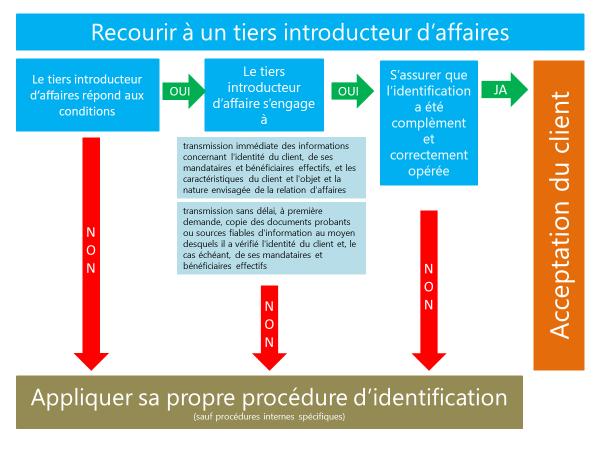 Recourir à un tiers introducteur d'affaires
Le tiers introducteur
d'affaires répond aux
conditions
OUI
Le tiers
introducteur
d'affaire s'engage
à
OUI
S'assurer que
l'identification
a été
complèment
et
correctement
opérée
JA
Acceptation du client
transmission immédiate des informations
concernant l'identité du client, de ses
mandataires et bénéficiaires effectifs, et les
caractéristiques du client et l'objet et la
nature envisagée de la relation d'affaires
transmission sans délai, à première
demande, copie des documents probants
ou sources fiables d'information au moyen
desquels il a vérifié l'identité du client et, le
cas échéant, de ses mandataires et
bénéficiaires effectifs
N
O
N
N
O
N
N
O
N
Appliquer sa propre procédure d'identification
(sauf procédures internes spécifiques)